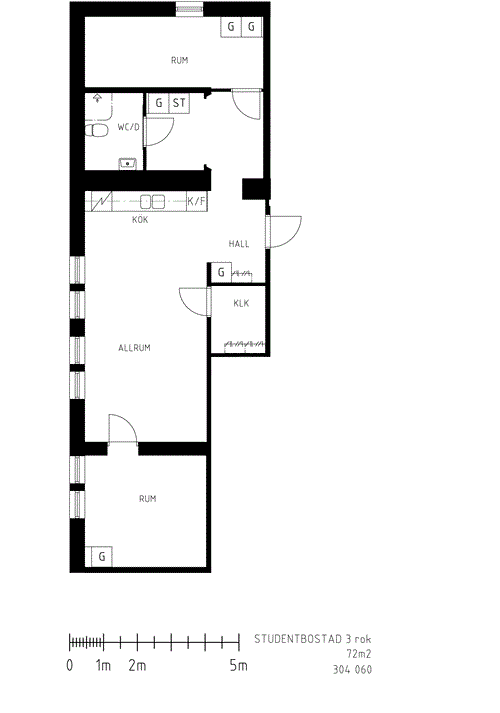 G G
RUM
G ST
WC/D
K/F
KÖK
HALL
G
KLK
ALLRUM
RUM
G
STUDENTBOSTAD 3 rok
72m2
304 060
0 1m 2m 5m